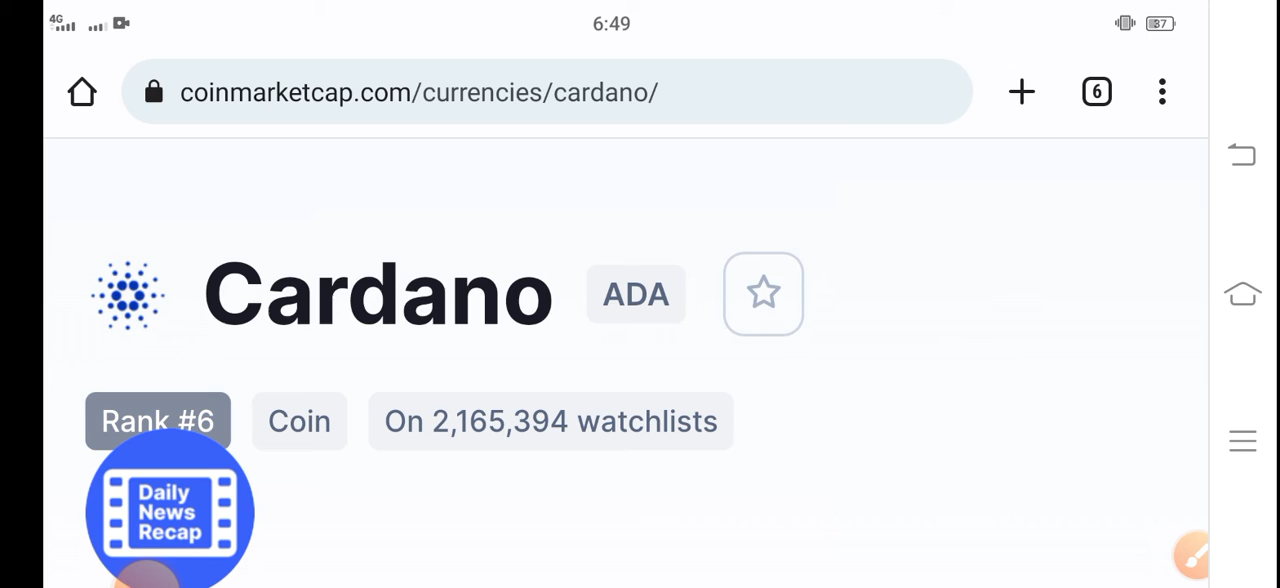 4G 6:49 37
coinmarketcap.com/currencies/cardano/ 6
Cardano ADA
Rank #6 Coin On 2,165,394 watchlists
Daily
News
Recap